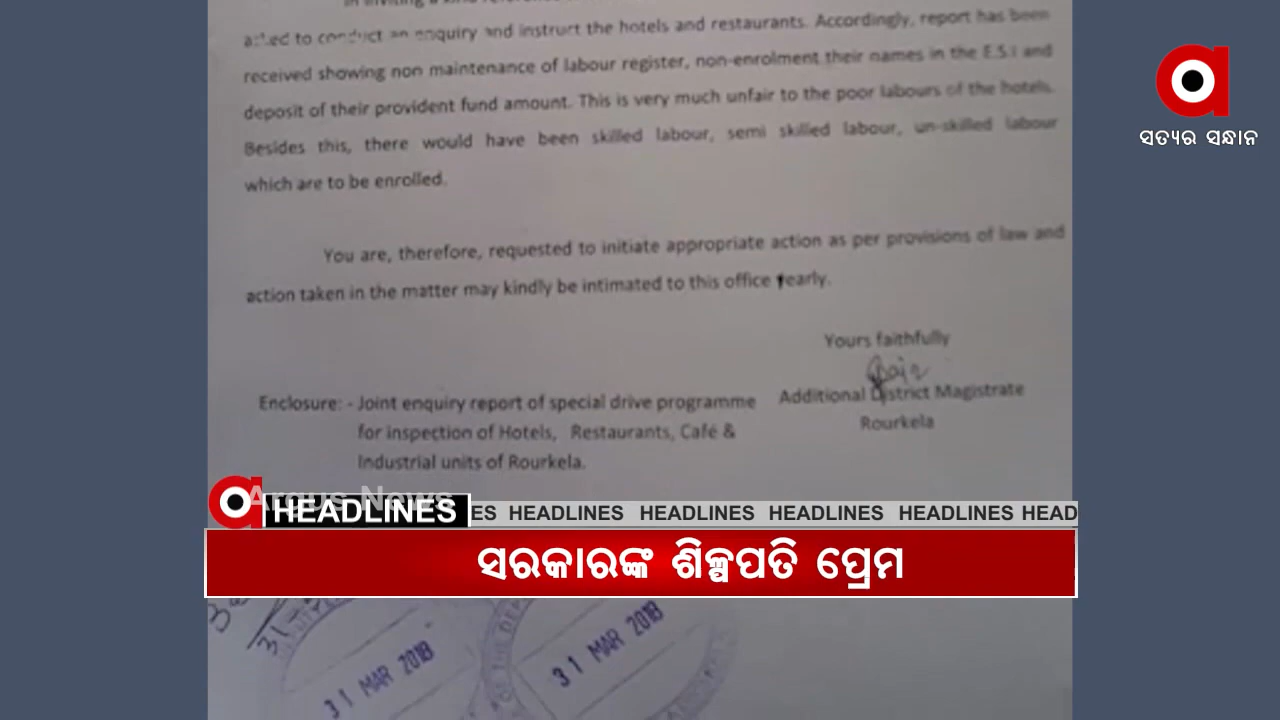 asked to conduct an enquiry and instruct the hotels and restaurants. Accordingly, report has been
received showing non maintenance of labour register, non-enrolment their names in the E.S.I and
deposit of their provident fund amount. This is very much unfair to the poor labours of the hotels.
Besides this, there would have been skilled labour, semi skilled labour, un-skilled labour
which are to be enrolled.
You are, therefore, requested to initiate appropriate action as per provisions of law and
action taken in the matter may kindly be intimated to this office yearly.
Yours faithfully
Additional District Magistrate
Rourkela
Enclosure: - Joint enquiry report of special drive programme
for inspection of Hotels, Restaurants, Café &
Industrial units of Rourkela.
ସତ୍ୟର ସନ୍ଧାନ
Argus News
HEADLINES ES HEADLINES HEADLINES HEADLINES HEADLINES HEAD
ସରକାରଙ୍କ ଶିଳ୍ପପତି ପ୍ରେମ
31 MAR 2018
31 MAR 2018